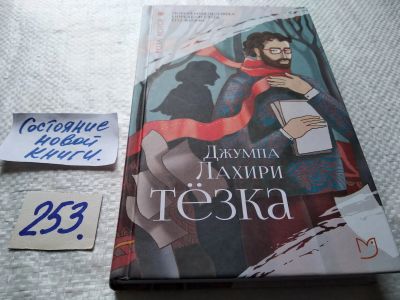 Состояние
новой
книги.
253.
Джумпа
Лахири
тёзка